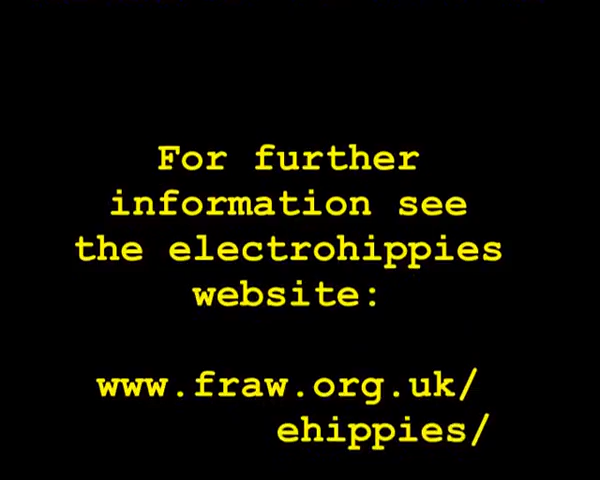 For further
information see
the electrohippies
website:
www.fraw.org.uk/
ehippies/